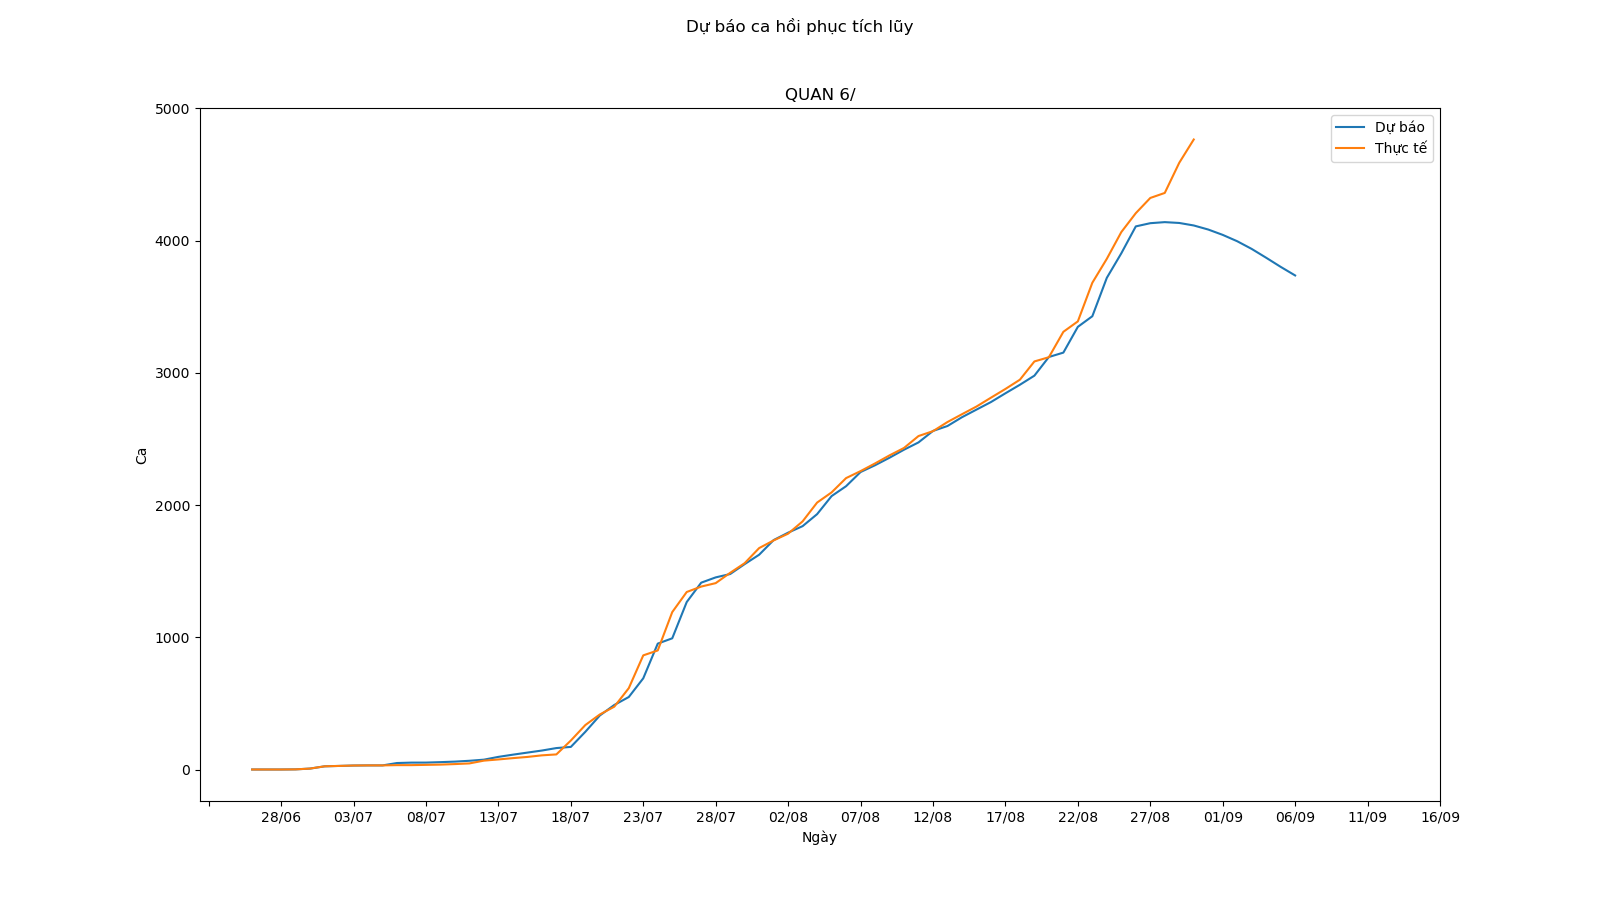 Dự báo ca hồi phục tích lũy
QUAN 6/
5000
4000
3000
2000
1000
0
Ca
Dự báo
Thực tế
28/06 03/07 08/07 13/07 18/07 23/07 28/07 02/08 07/08 12/08 17/08 22/08 27/08 01/09 06/09 11/09 16/09
Ngày